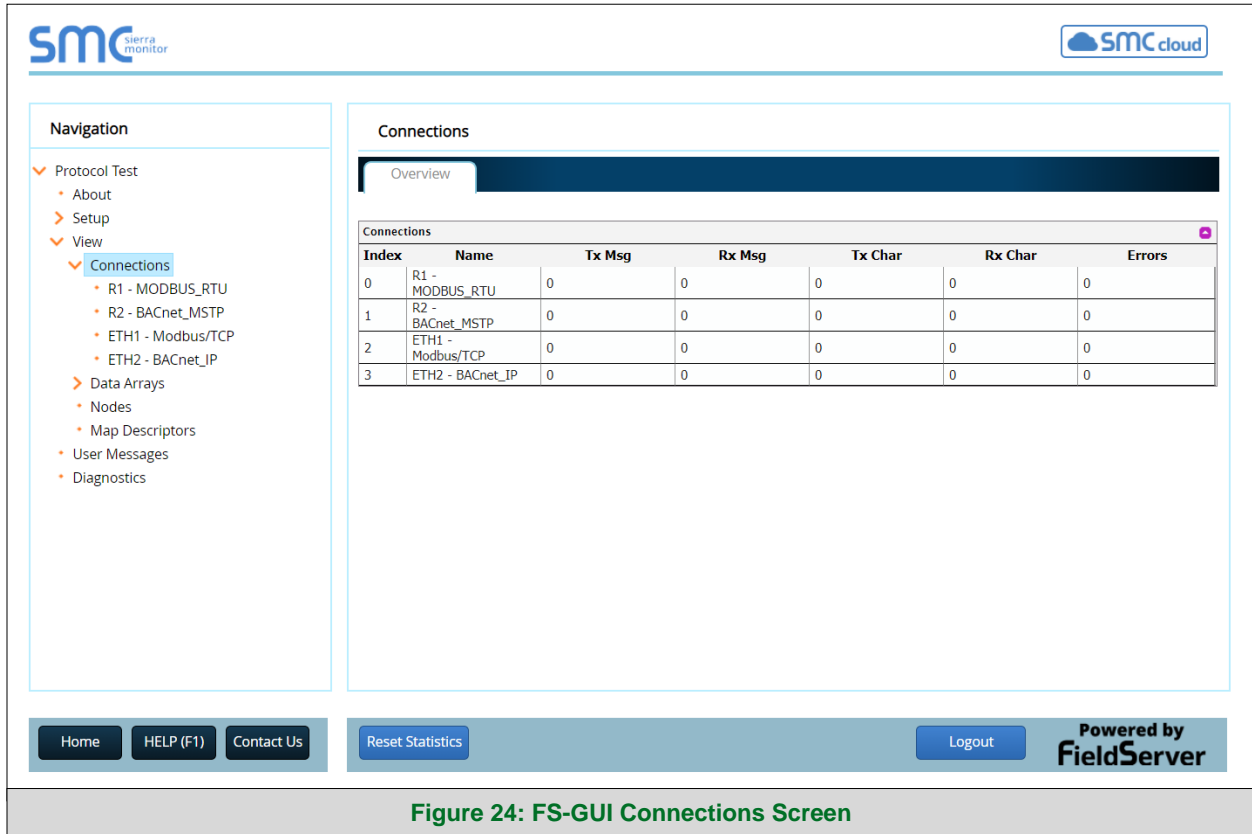 SMC sierra monitor
SMC cloud
Navigation
Protocol Test
About
Setup
View
Connections
R1 - MODBUS_RTU
R2 - BACnet_MSTP
ETH1 - Modbus/TCP
ETH2 - BACnet_IP
Data Arrays
Nodes
Map Descriptors
User Messages
Diagnostics
Connections
Overview
Connections
Index Name Tx Msg Rx Msg Tx Char Rx Char Errors
0 R1 - MODBUS_RTU 0 0 0 0 0
1 R2 - BACnet_MSTP 0 0 0 0 0
2 ETH1 - Modbus/TCP 0 0 0 0 0
3 ETH2 - BACnet_IP 0 0 0 0 0
Home HELP (F1) Contact Us
Reset Statistics
Logout
Powered by
FieldServer
Figure 24: FS-GUI Connections Screen